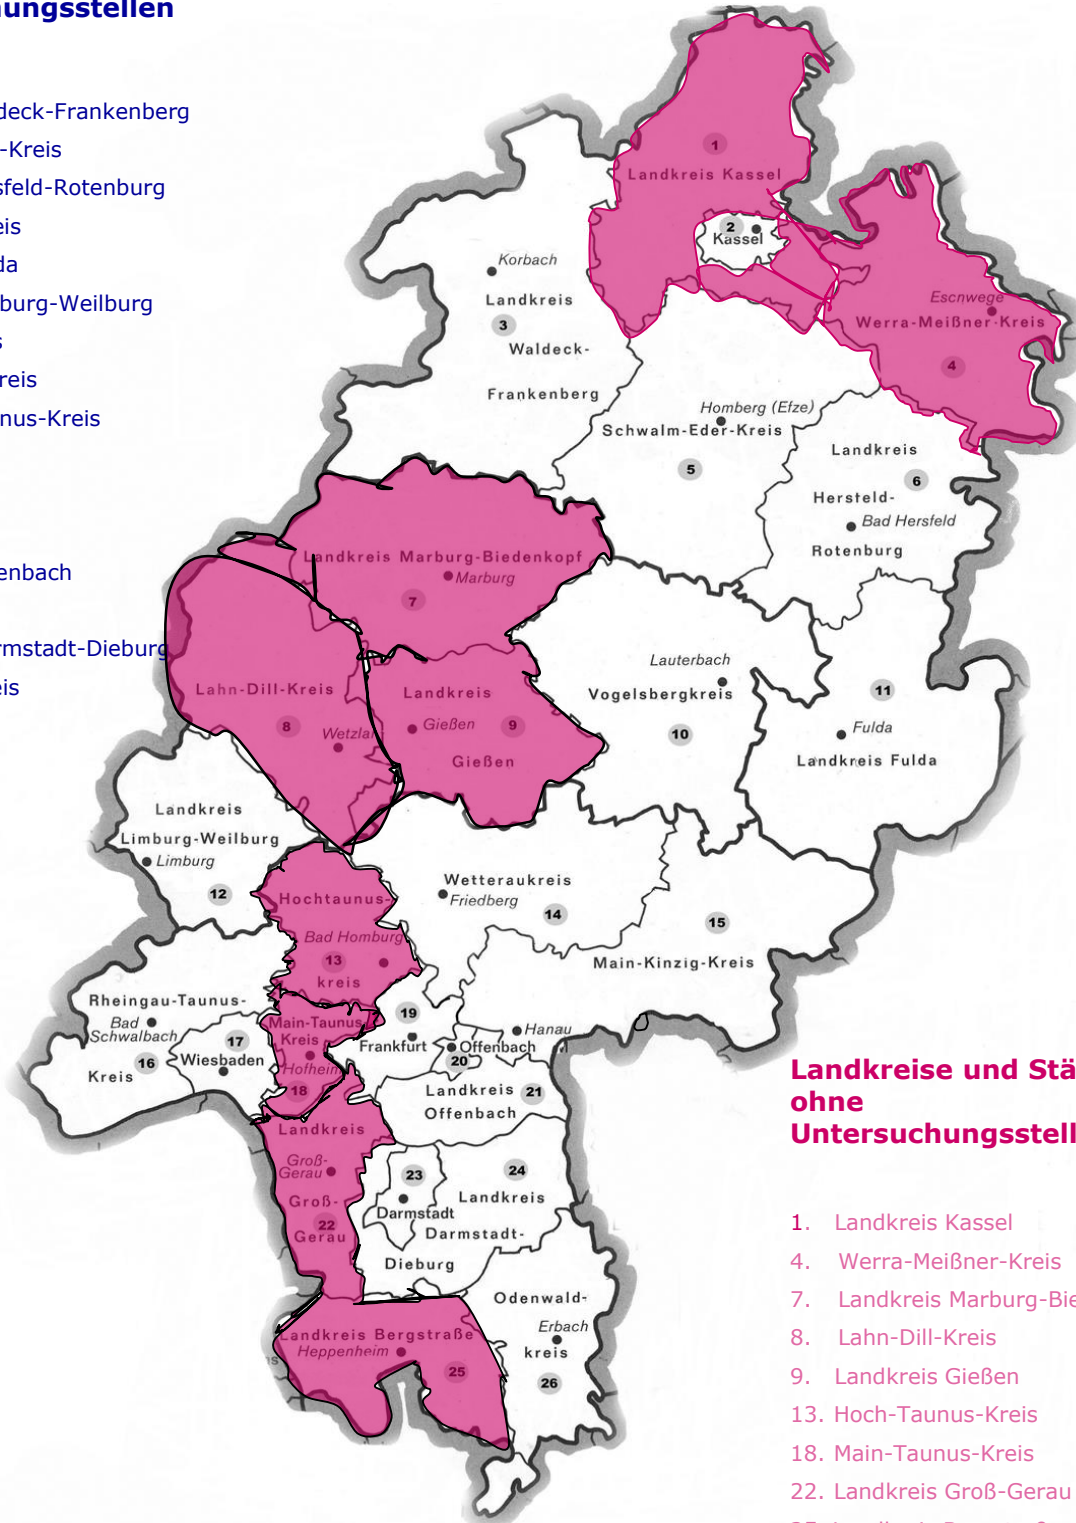 ungsstellen
deck-Frankenberg
-Kreis
sfeld-Rotenburg
eis
da
burg-Weilburg
s
reis
nus-Kreis
enbach
rmstadt-Dieburg
eis
1
Landkreis Kassel
2
Kassel
Korbach
Landkreis
3
Waldeck-
Frankenberg
Eschwege
Werra-Meißner-Kreis
4
Homberg (Efze)
Schwalm-Eder-Kreis
5
Landkreis
6
Hersfeld-
Bad Hersfeld
Rotenburg
Landkreis Marburg-Biedenkopf
Marburg
7
Lahn-Dill-Kreis
8
Wetzlar
Landkreis
Gießen
9
Gießen
Lauterbach
Vogelsbergkreis
10
11
Fulda
Landkreis Fulda
Landkreis
Limburg-Weilburg
Limburg
12
Hochtaunus-
Bad Homburg
13
kreis
Wetteraukreis
Friedberg
14
15
Main-Kinzig-Kreis
Rheingau-Taunus-
Bad
Schwalbach
16
Kreis
17
Wiesbaden
Main-Taunus
Kreis
Hofheim
18
19
Frankfurt
Hanau
Offenbach
20
Landkreis
21
Offenbach
Landkreis
Groß-
Gerau
Groß-
22
Gerau
23
Darmstadt
24
Landkreis
Darmstadt-
Dieburg
Odenwald-
Erbach
kreis
26
Landkreis Bergstraße
Heppenheim
25
Landkreise und Stä
ohne
Untersuchungsstell
1. Landkreis Kassel
4. Werra-Meißner-Kreis
7. Landkreis Marburg-Bie
8. Lahn-Dill-Kreis
9. Landkreis Gießen
13. Hoch-Taunus-Kreis
18. Main-Taunus-Kreis
22. Landkreis Groß-Gerau